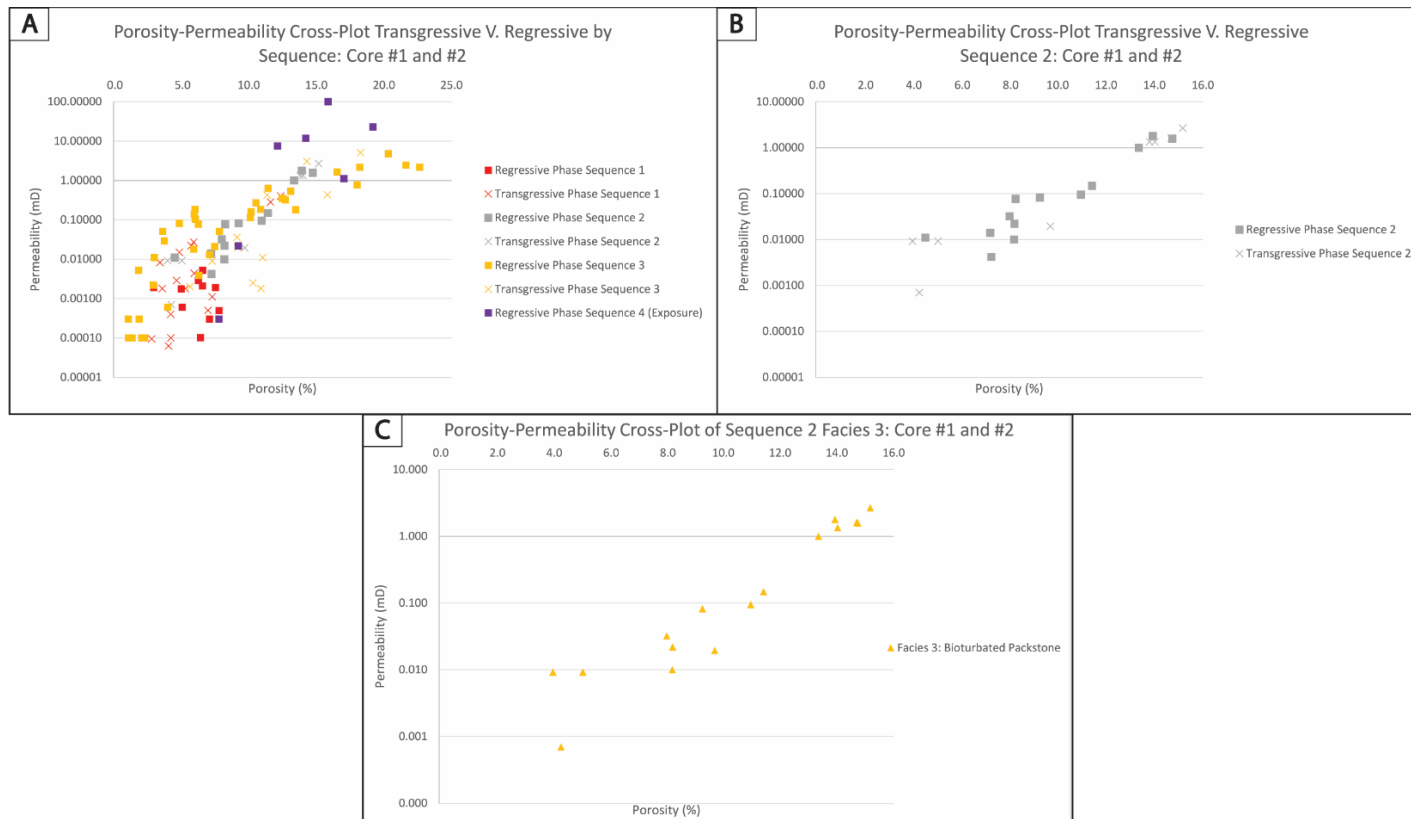 A
Porosity-Permeability Cross-Plot Transgressive V. Regressive by
Sequence: Core #1 and #2
0.0 5.0 10.0 15.0 20.0 25.0
100.00000
10.00000
1.00000
0.10000
0.01000
0.00100
0.00010
0.00001
Permeability (mD)
Porosity (%)
Regressive Phase Sequence 1
Transgressive Phase Sequence 1
Regressive Phase Sequence 2
Transgressive Phase Sequence 2
Regressive Phase Sequence 3
Transgressive Phase Sequence 3
Regressive Phase Sequence 4 (Exposure)
B
Porosity-Permeability Cross-Plot Transgressive V. Regressive
Sequence 2: Core #1 and #2
0.0 2.0 4.0 6.0 8.0 10.0 12.0 14.0 16.0
10.00000
1.00000
0.10000
0.01000
0.00100
0.00010
0.00001
Permeability (mD)
Porosity (%)
Regressive Phase Sequence 2
Transgressive Phase Sequence 2
C
Porosity-Permeability Cross-Plot of Sequence 2 Facies 3: Core #1 and #2
0.0 2.0 4.0 6.0 8.0 10.0 12.0 14.0 16.0
10.000
1.000
0.100
0.010
0.001
0.000
Permeability (mD)
Porosity (%)
Facies 3: Bioturbated Packstone